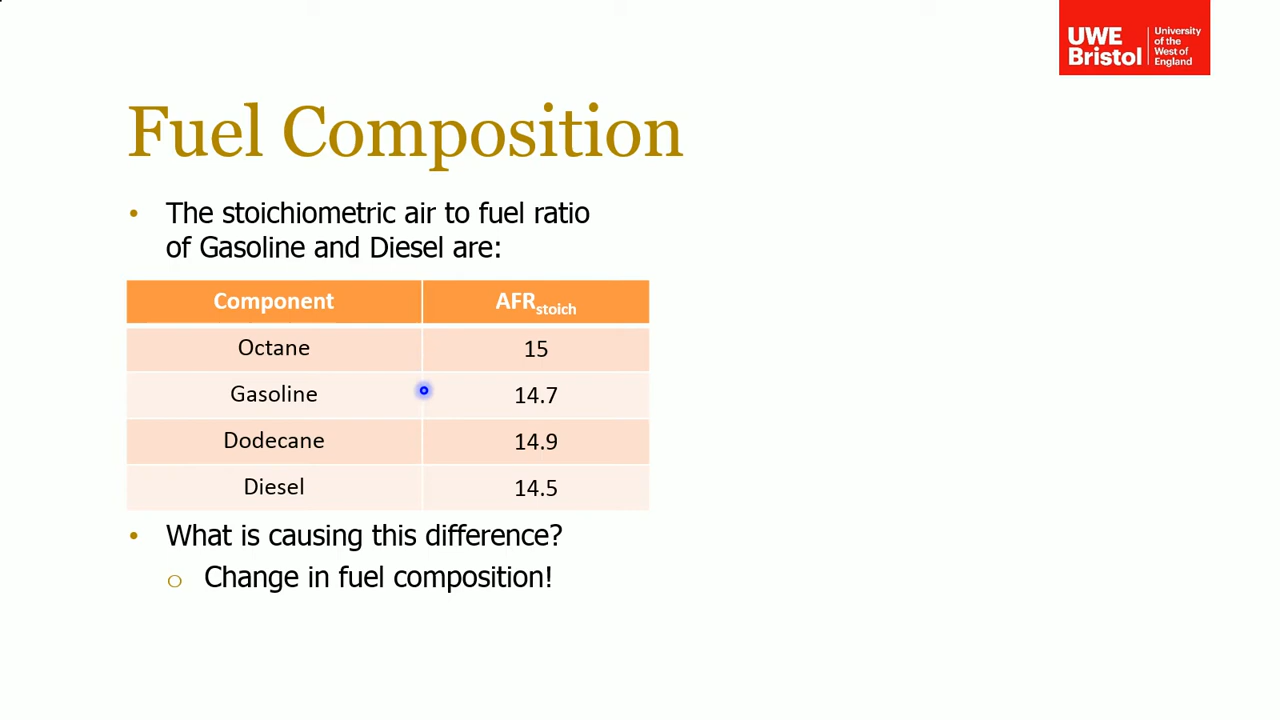 UWE
Bristol
University
of the
West of
England
Fuel Composition
• The stoichiometric air to fuel ratio
of Gasoline and Diesel are:
Component AFRstoich
Octane 15
Gasoline 14.7
Dodecane 14.9
Diesel 14.5
• What is causing this difference?
o Change in fuel composition!